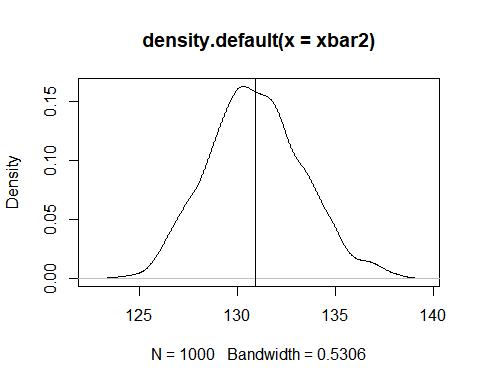 density.default(x = xbar2)
Density
0.15
0.10
0.05
0.00
125 130 135 140
N = 1000 Bandwidth = 0.5306